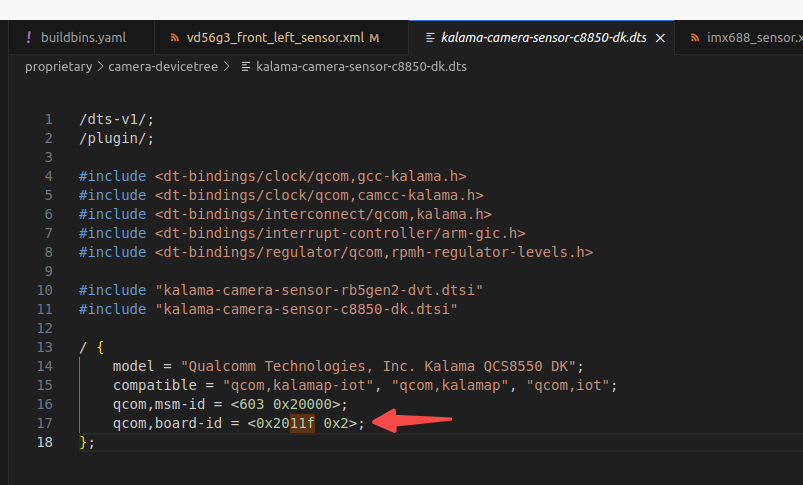 buildbins.yaml
vd56g3_front_left_sensor.xml M
kalama-camera-sensor-c8850-dk.dts
imx688_sensor.x
proprietary > camera-devicetree > kalama-camera-sensor-c8850-dk.dts
1 /dts-v1/;
2 /plugin/;
3
4 #include <dt-bindings/clock/qcom,gcc-kalama.h>
5 #include <dt-bindings/clock/qcom,camcc-kalama.h>
6 #include <dt-bindings/interconnect/qcom,kalama.h>
7 #include <dt-bindings/interrupt-controller/arm-gic.h>
8 #include <dt-bindings/regulator/qcom,rpmh-regulator-levels.h>
9
10 #include "kalama-camera-sensor-rb5gen2-dvt.dtsi"
11 #include "kalama-camera-sensor-c8850-dk.dtsi"
12
13 / {
14 model = "Qualcomm Technologies, Inc. Kalama QCS8550 DK";
15 compatible = "qcom,kalamap-iot", "qcom,kalamap", "qcom,iot";
16 qcom,msm-id = <603 0x20000>;
17 qcom,board-id = <0x2011f 0x2>;
18 };